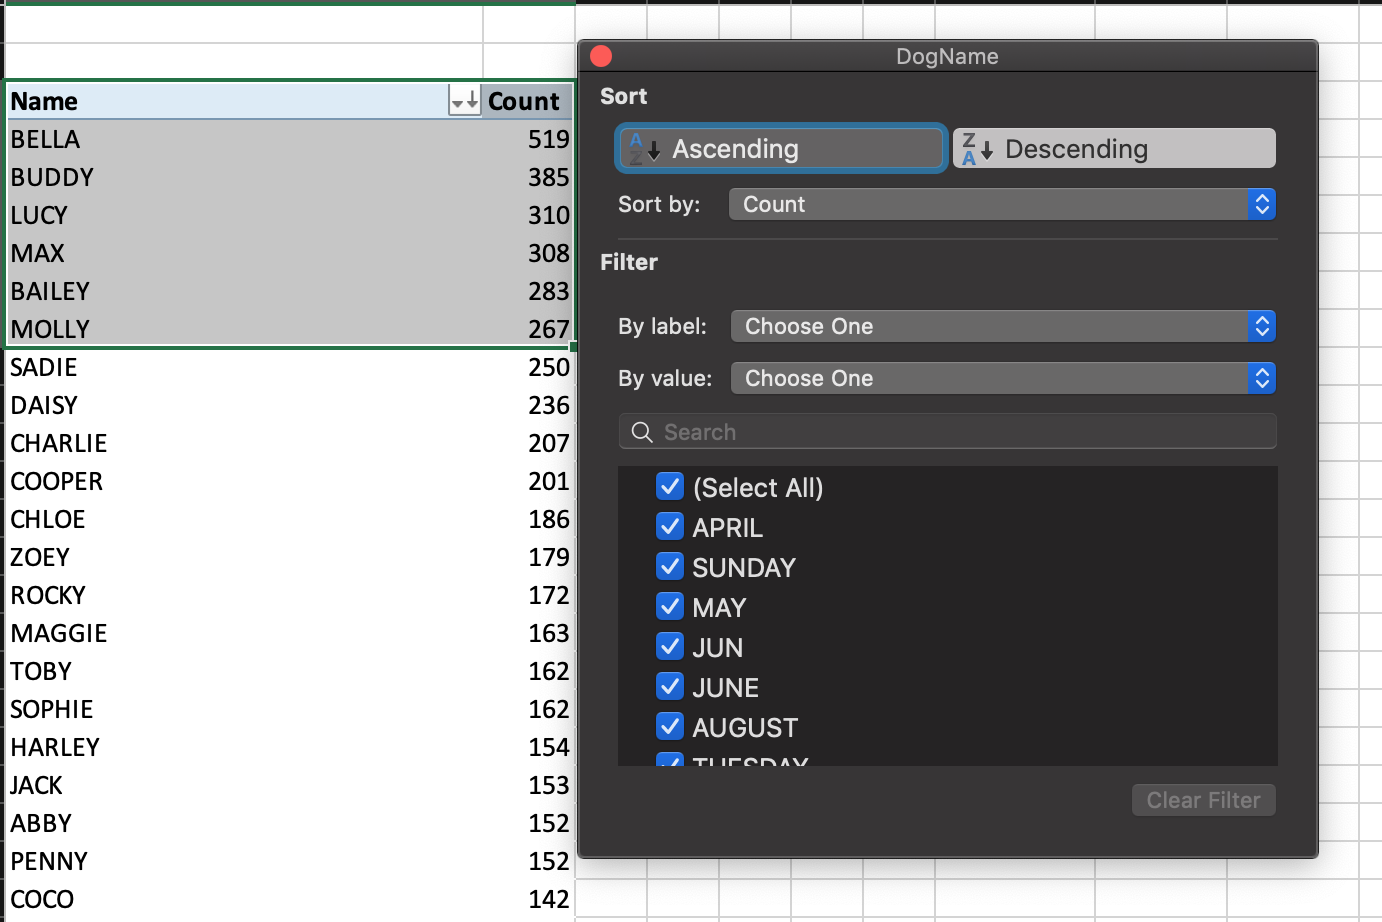 Name Count
BELLA 519
BUDDY 385
LUCY 310
MAX 308
BAILEY 283
MOLLY 267
SADIE 250
DAISY 236
CHARLIE 207
COOPER 201
CHLOE 186
ZOEY 179
ROCKY 172
MAGGIE 163
TOBY 162
SOPHIE 162
HARLEY 154
JACK 153
ABBY 152
PENNY 152
COCO 142
DogName
Sort
A Z Ascending
Z A Descending
Sort by: Count
Filter
By label: Choose One
By value: Choose One
Search
(Select All)
APRIL
SUNDAY
MAY
JUN
JUNE
AUGUST
TUESDAY
Clear Filter